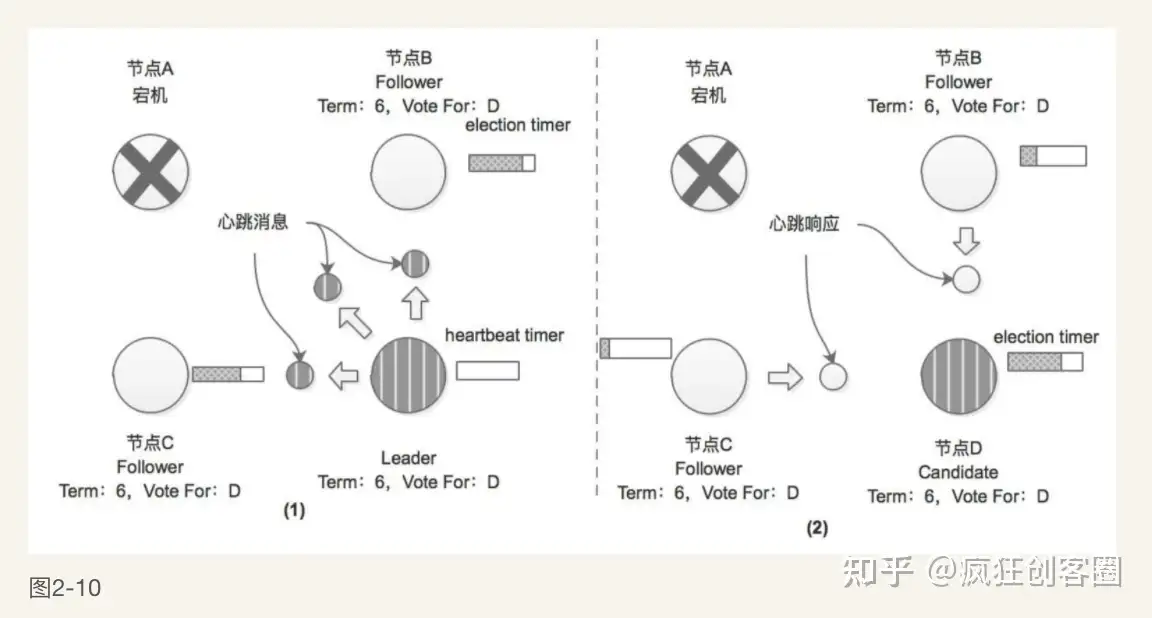 节点A
宕机
节点B
Follower
Term：6，Vote For：D
election timer
心跳消息
heartbeat timer
节点C
Follower
Term：6，Vote For：D
Leader
Term：6，Vote For：D
(1)
节点A
宕机
节点B
Follower
Term：6，Vote For：D
心跳响应
election timer
节点C
Follower
Term：6，Vote For：D
节点D
Candidate
Term：6，Vote For：D
(2)
图2-10
知乎 @疯狂创客圈